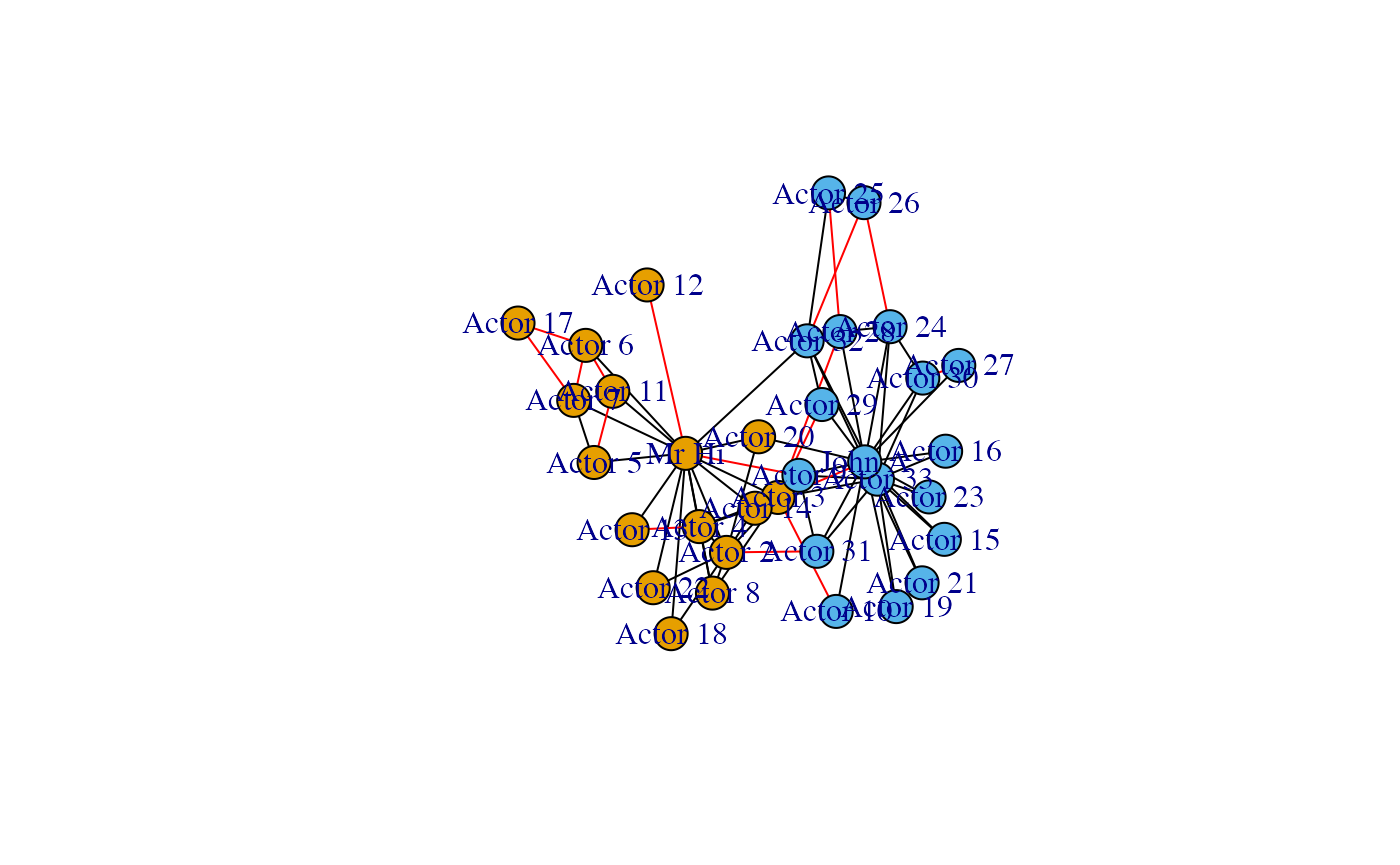 Actor 25
Actor 26
Actor 12
Actor 17
Actor 24
Actor 28
Actor 32
Actor 6
Actor 27
Actor 30
Actor 11
Actor 7
Actor 29
Actor 20
Mr Hi
Actor 16
Actor 5
John A
Actor 9
Actor 33
Actor 3
Actor 23
Actor 14
Actor 4
Actor 13
Actor 15
Actor 2
Actor 31
Actor 21
Actor 22
Actor 8
Actor 19
Actor 10
Actor 18